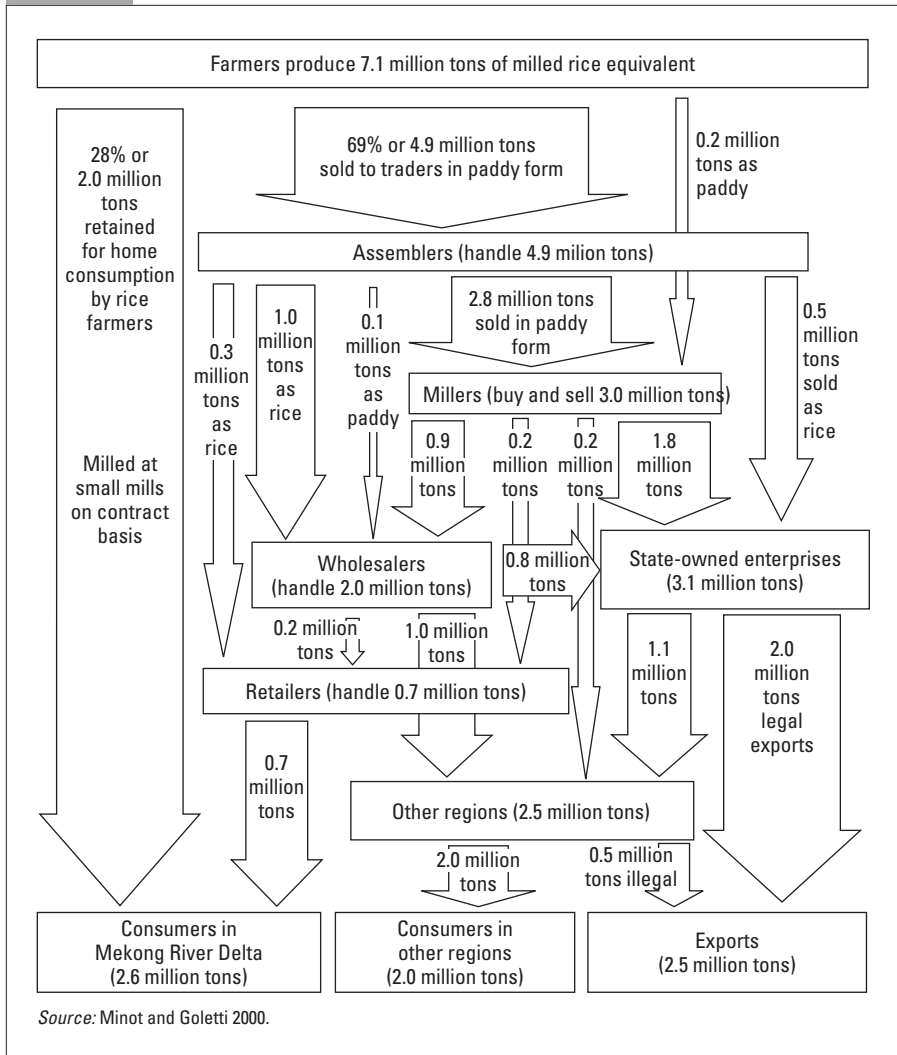 Farmers produce 7.1 million tons of milled rice equivalent
28% or
2.0 million
tons
retained
for home
consumption
by rice
farmers
Milled at
small mills
on contract
basis
69% or 4.9 million tons
sold to traders in paddy form
0.2 million
tons as
paddy
Assemblers (handle 4.9 milion tons)
0.3
million
tons
as
rice
1.0
million
tons
as
rice
0.1
million
tons
as
paddy
2.8 million tons
sold in paddy
form
0.5
million
tons
sold
as
rice
Millers (buy and sell 3.0 million tons)
0.9
million
tons
0.2
million
tons
0.2
million
tons
1.8
million
tons
Wholesalers
(handle 2.0 million tons)
0.8 million
tons
State-owned enterprises
(3.1 million tons)
0.2 million
tons
1.0 million
tons
1.1
million
tons
2.0
million
tons
legal
exports
Retailers (handle 0.7 million tons)
0.7
million
tons
Other regions (2.5 million tons)
2.0 million
tons
0.5 million
tons illegal
Consumers in
Mekong River Delta
(2.6 million tons)
Consumers in
other regions
(2.0 million tons)
Exports
(2.5 million tons)
Source: Minot and Goletti 2000.